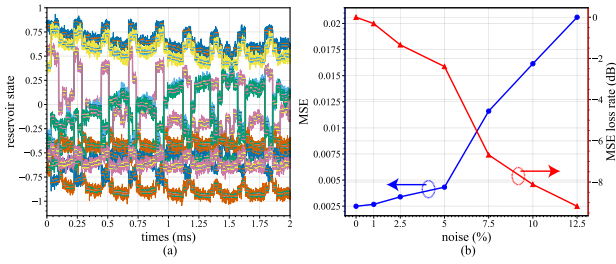 reservoir state
1
0.75
0.5
0.25
0
−0.25
−0.5
−0.75
−1
0 0.25 0.5 0.75 1 1.25 1.5 1.75 2
times (ms)
(a)
MSE
0.02
0.0175
0.015
0.0125
0.01
0.0075
0.005
0.0025
0 1 2.5 5 7.5 10 12.5
noise (%)
(b)
0
−2
−4
−6
−8
MSE loss rate (dB)